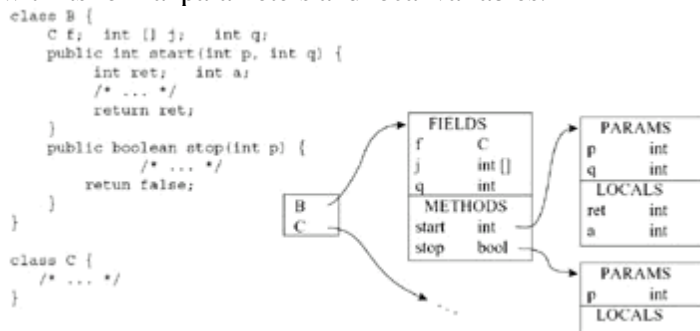 class B {
C f; int [] j; int q;
public int start(int p, int q) {
int ret; int a;
/* ... */
return ret;
}
public boolean stop(int p) {
/* ... */
retun false;
}
}
class C {
/* ... */
}
B
C
...
FIELDS
f C
j int []
q int
METHODS
start int
stop bool
PARAMS
p int
q int
LOCALS
ret int
a int
PARAMS
p int
LOCALS